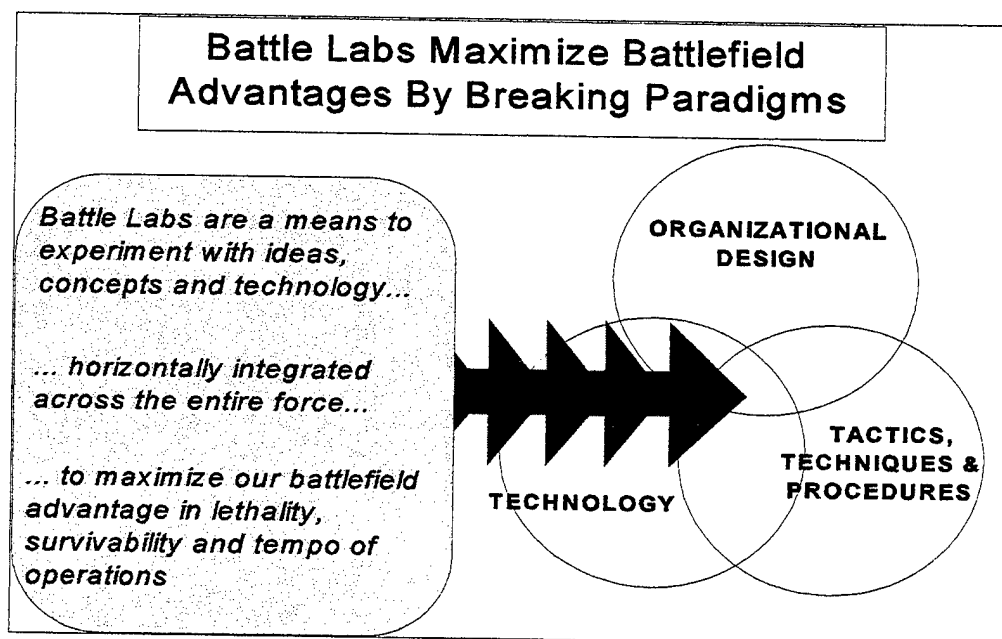 Battle Labs Maximize Battlefield
Advantages By Breaking Paradigms
Battle Labs are a means to
experiment with ideas,
concepts and technology...
... horizontally integrated
across the entire force...
... to maximize our battlefield
advantage in lethality,
survivability and tempo of
operations
ORGANIZATIONAL
DESIGN
TECHNOLOGY
TACTICS,
TECHNIQUES &
PROCEDURES